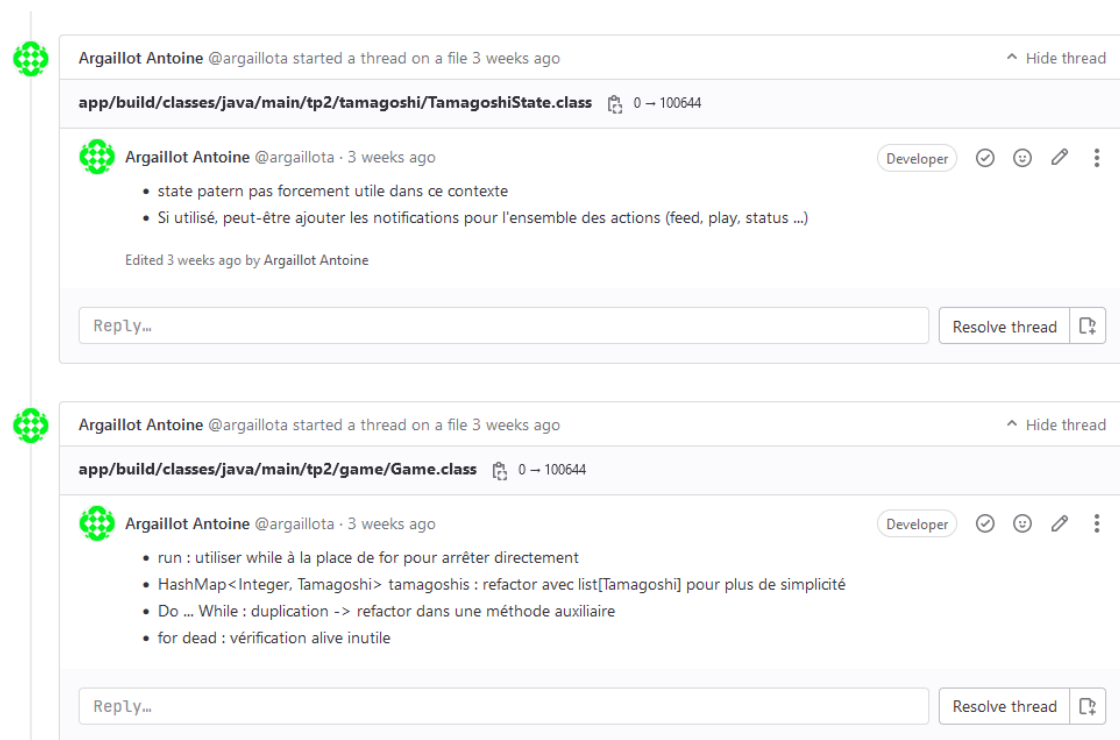 Argaillot Antoine @argaillota started a thread on a file 3 weeks ago
Hide thread
app/build/classes/java/main/tp2/tamagoshi/TamagoshiState.class 0 → 100644
Argaillot Antoine @argaillota · 3 weeks ago
Developer
• state patern pas forcement utile dans ce contexte
• Si utilisé, peut-être ajouter les notifications pour l'ensemble des actions (feed, play, status ...)
Edited 3 weeks ago by Argaillot Antoine
Reply…
Resolve thread
Argaillot Antoine @argaillota started a thread on a file 3 weeks ago
Hide thread
app/build/classes/java/main/tp2/game/Game.class 0 → 100644
Argaillot Antoine @argaillota · 3 weeks ago
Developer
• run : utiliser while à la place de for pour arrêter directement
• HashMap<Integer, Tamagoshi> tamagoshis : refactor avec list[Tamagoshi] pour plus de simplicité
• Do ... While : duplication -> refactor dans une méthode auxiliaire
• for dead : vérification alive inutile
Reply…
Resolve thread